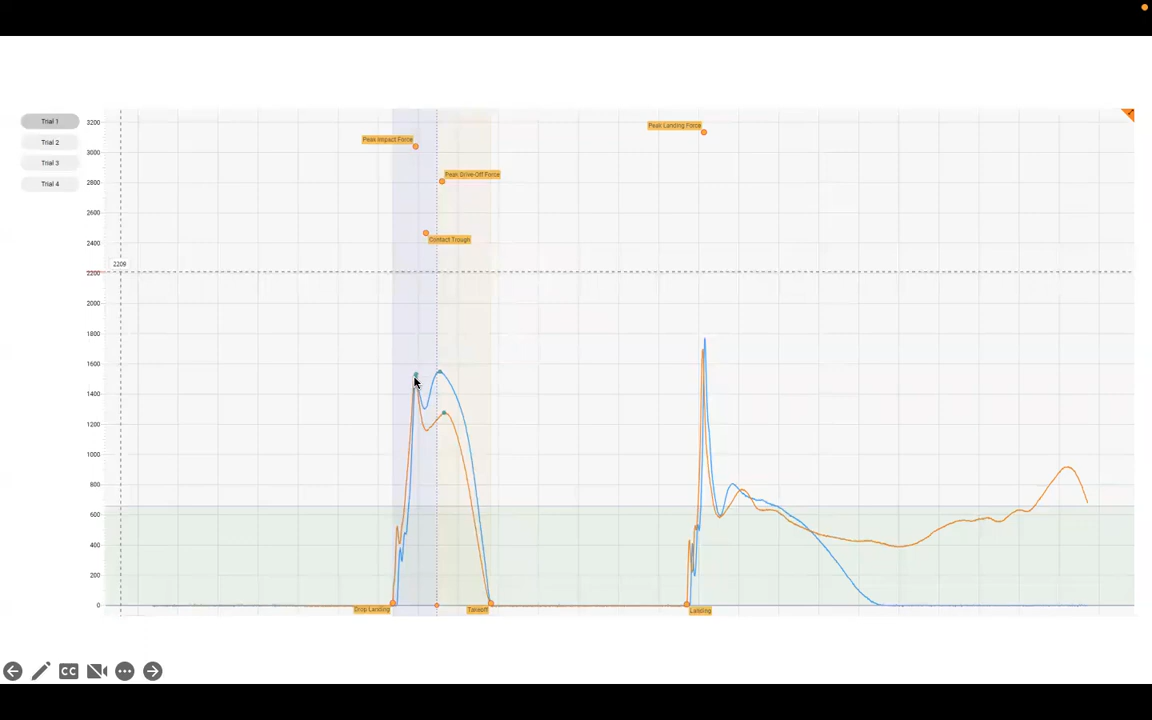 Trial 1
Trial 2
Trial 3
Trial 4
3200
3000
2800
2600
2400
2200
2000
1800
1600
1400
1200
1000
800
600
400
200
0
2209
Peak Impact Force
Peak Drive-Off Force
Contact Trough
Peak Landing Force
Drop Landing
Takeoff
Landing
CC